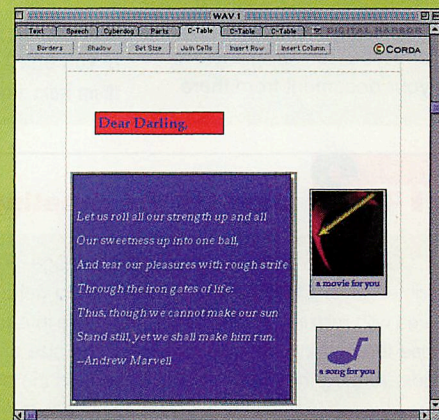 WAV 1
Text Speech Cyberdog Parts C-Table C-Table C-Table DIGITAL HARBOR
Borders Shadow Set Size Join Cells Insert Row Insert Column © CORDA
Dear Darling,
Let us roll all our strength up and all
Our sweetness up into one ball,
And tear our pleasures with rough strife
Through the iron gates of life:
Thus, though we cannot make our sun
Stand still, yet we shall make him run.
--Andrew Marvell
a movie for you
a song for you